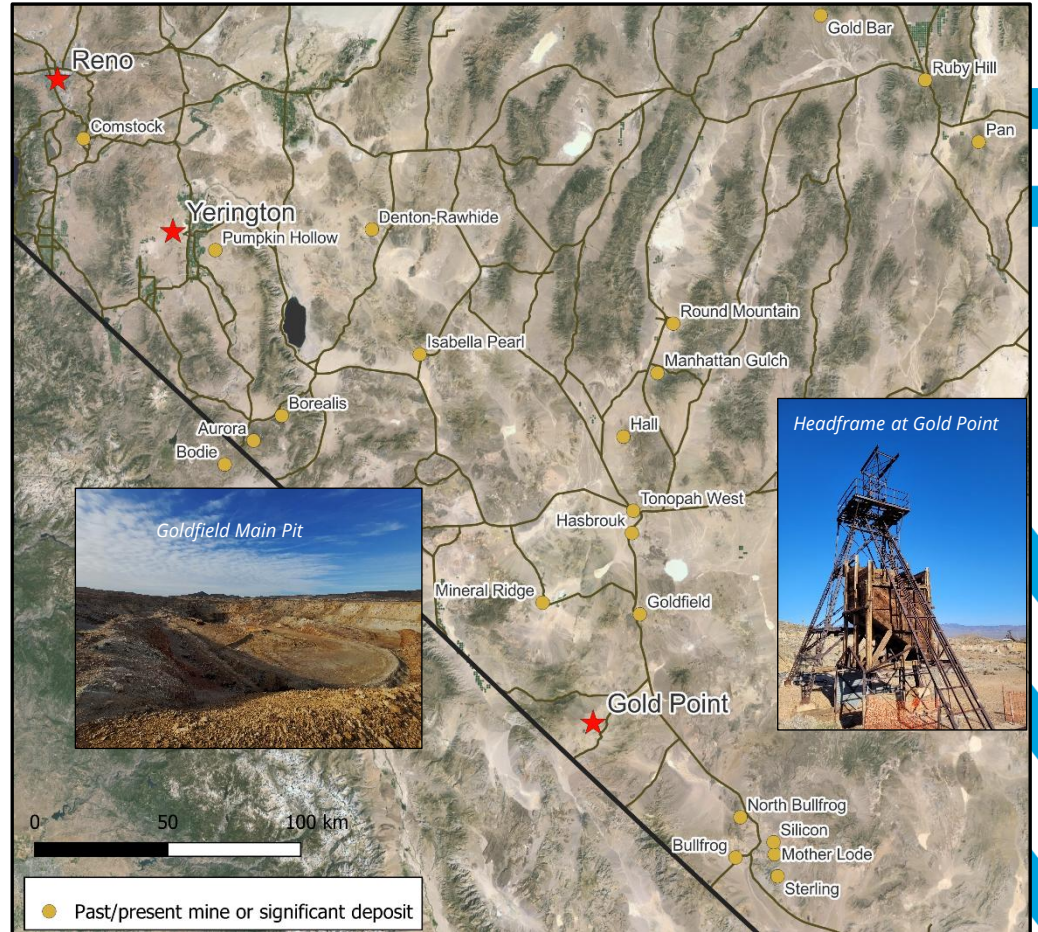 Gold Bar
Reno
Ruby Hill
Comstock
Pan
Yerington
Denton-Rawhide
Pumpkin Hollow
Round Mountain
Isabella Pearl
Manhattan Gulch
Borealis
Aurora
Hall
Bodie
Headframe at Gold Point
Tonopah West
Hasbrouk
Goldfield Main Pit
Mineral Ridge
Goldfield
Gold Point
North Bullfrog
Silicon
Bullfrog
Mother Lode
Sterling
0 50 100 km
Past/present mine or significant deposit